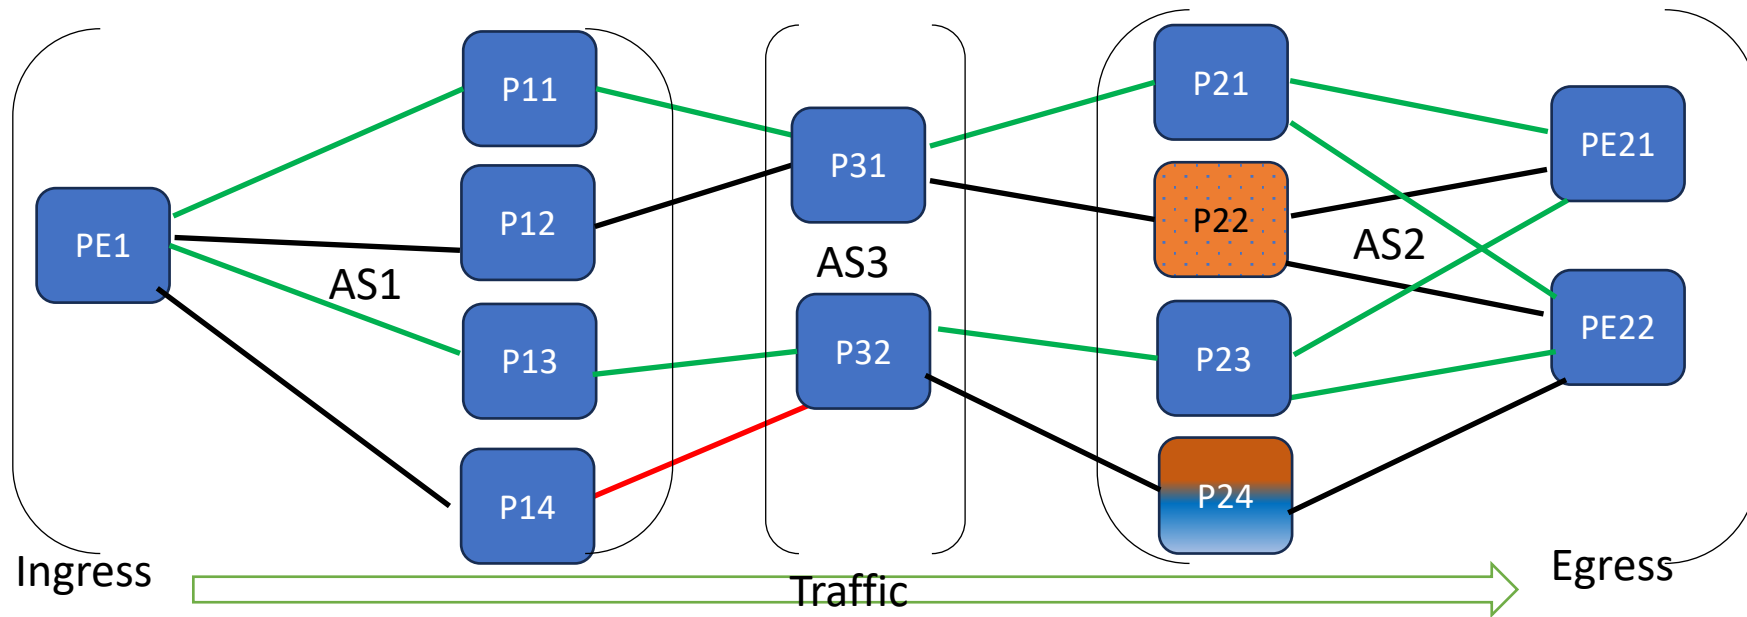 PE1
AS1
P11
P12
P13
P14
P31
AS3
P32
P21
P22
P23
P24
AS2
PE21
PE22
Ingress
Traffic
Egress